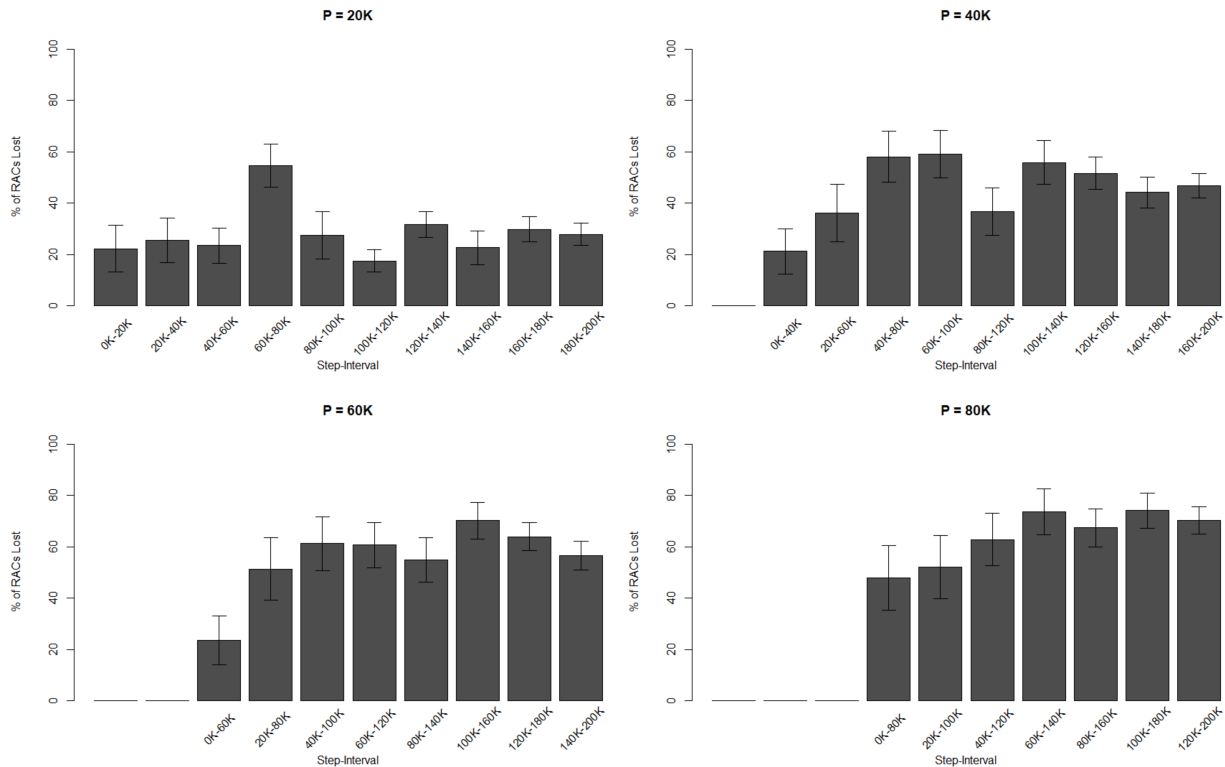 P = 20K
% of RACs Lost
0 20 40 60 80 100
0K-20K 20K-40K 40K-60K 60K-80K 80K-100K 100K-120K 120K-140K 140K-160K 160K-180K 180K-200K
Step-Interval
P = 40K
% of RACs Lost
0 20 40 60 80 100
0K-40K 20K-60K 40K-80K 60K-100K 80K-120K 100K-140K 120K-160K 140K-180K 160K-200K
Step-Interval
P = 60K
% of RACs Lost
0 20 40 60 80 100
0K-60K 20K-80K 40K-100K 60K-120K 80K-140K 100K-160K 120K-180K 140K-200K
Step-Interval
P = 80K
% of RACs Lost
0 20 40 60 80 100
0K-80K 20K-100K 40K-120K 60K-140K 80K-160K 100K-180K 120K-200K
Step-Interval